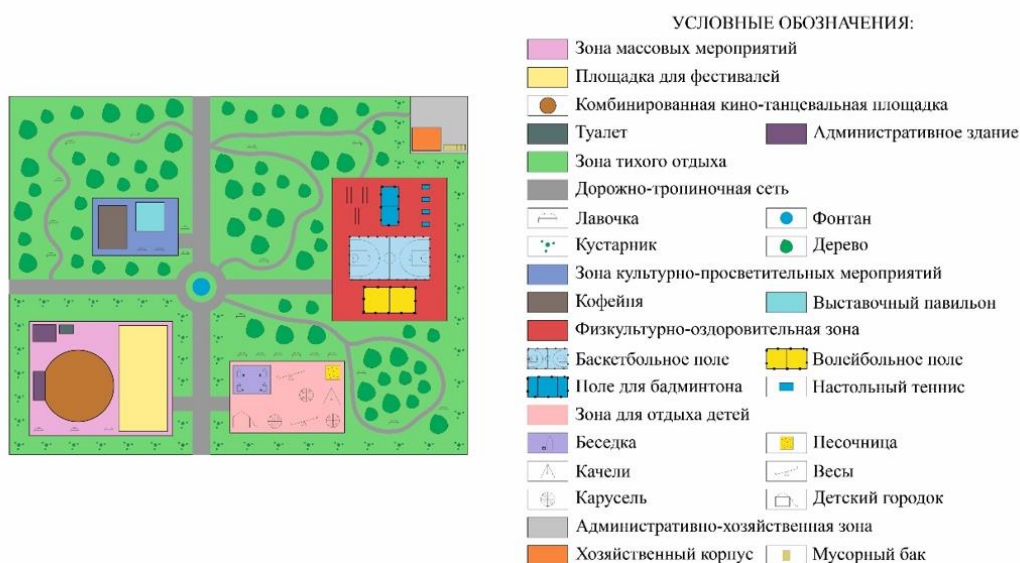 УСЛОВНЫЕ ОБОЗНАЧЕНИЯ:
Зона массовых мероприятий
Площадка для фестивалей
Комбинированная кино-танцевальная площадка
Туалет Административное здание
Зона тихого отдыха
Дорожно-тропиночная сеть
Лавочка Фонтан
Кустарник Дерево
Зона культурно-просветительных мероприятий
Кофейня Выставочный павильон
Физкультурно-оздоровительная зона
Баскетбольное поле Волейбольное поле
Поле для бадминтона Настольный теннис
Зона для отдыха детей
Беседка Песочница
Качели Весы
Карусель Детский городок
Административно-хозяйственная зона
Хозяйственный корпус Мусорный бак